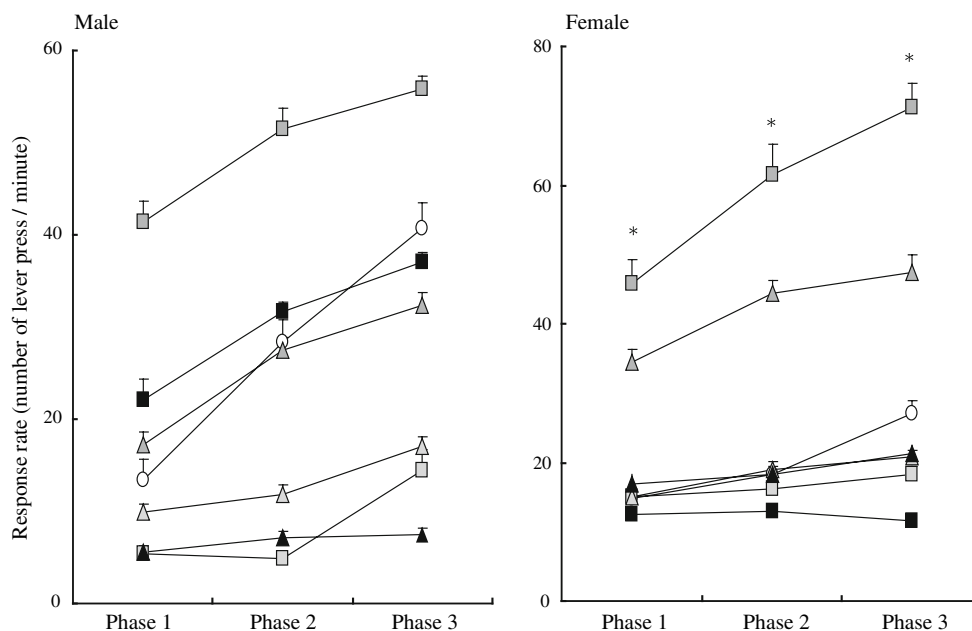 Male
Female
Response rate (number of lever press / minute)
60
40
20
0
Phase 1 Phase 2 Phase 3
80
60
40
20
0
*
*
*
Phase 1 Phase 2 Phase 3